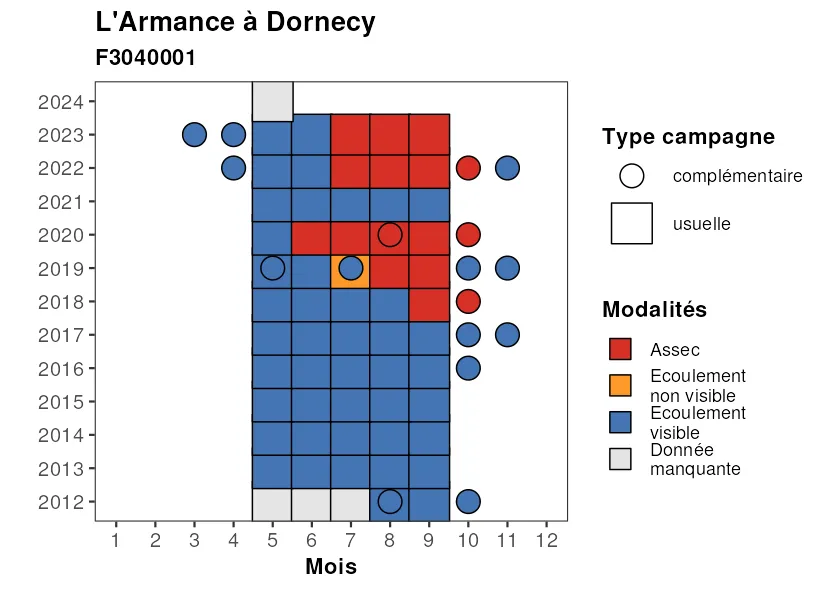 L'Armance à Dornecy
F3040001
2024
2023
2022
2021
2020
2019
2018
2017
2016
2015
2014
2013
2012
1 2 3 4 5 6 7 8 9 10 11 12
Mois
Type campagne
complémentaire
usuelle
Modalités
Assec
Ecoulement
non visible
Ecoulement
visible
Donnée
manquante